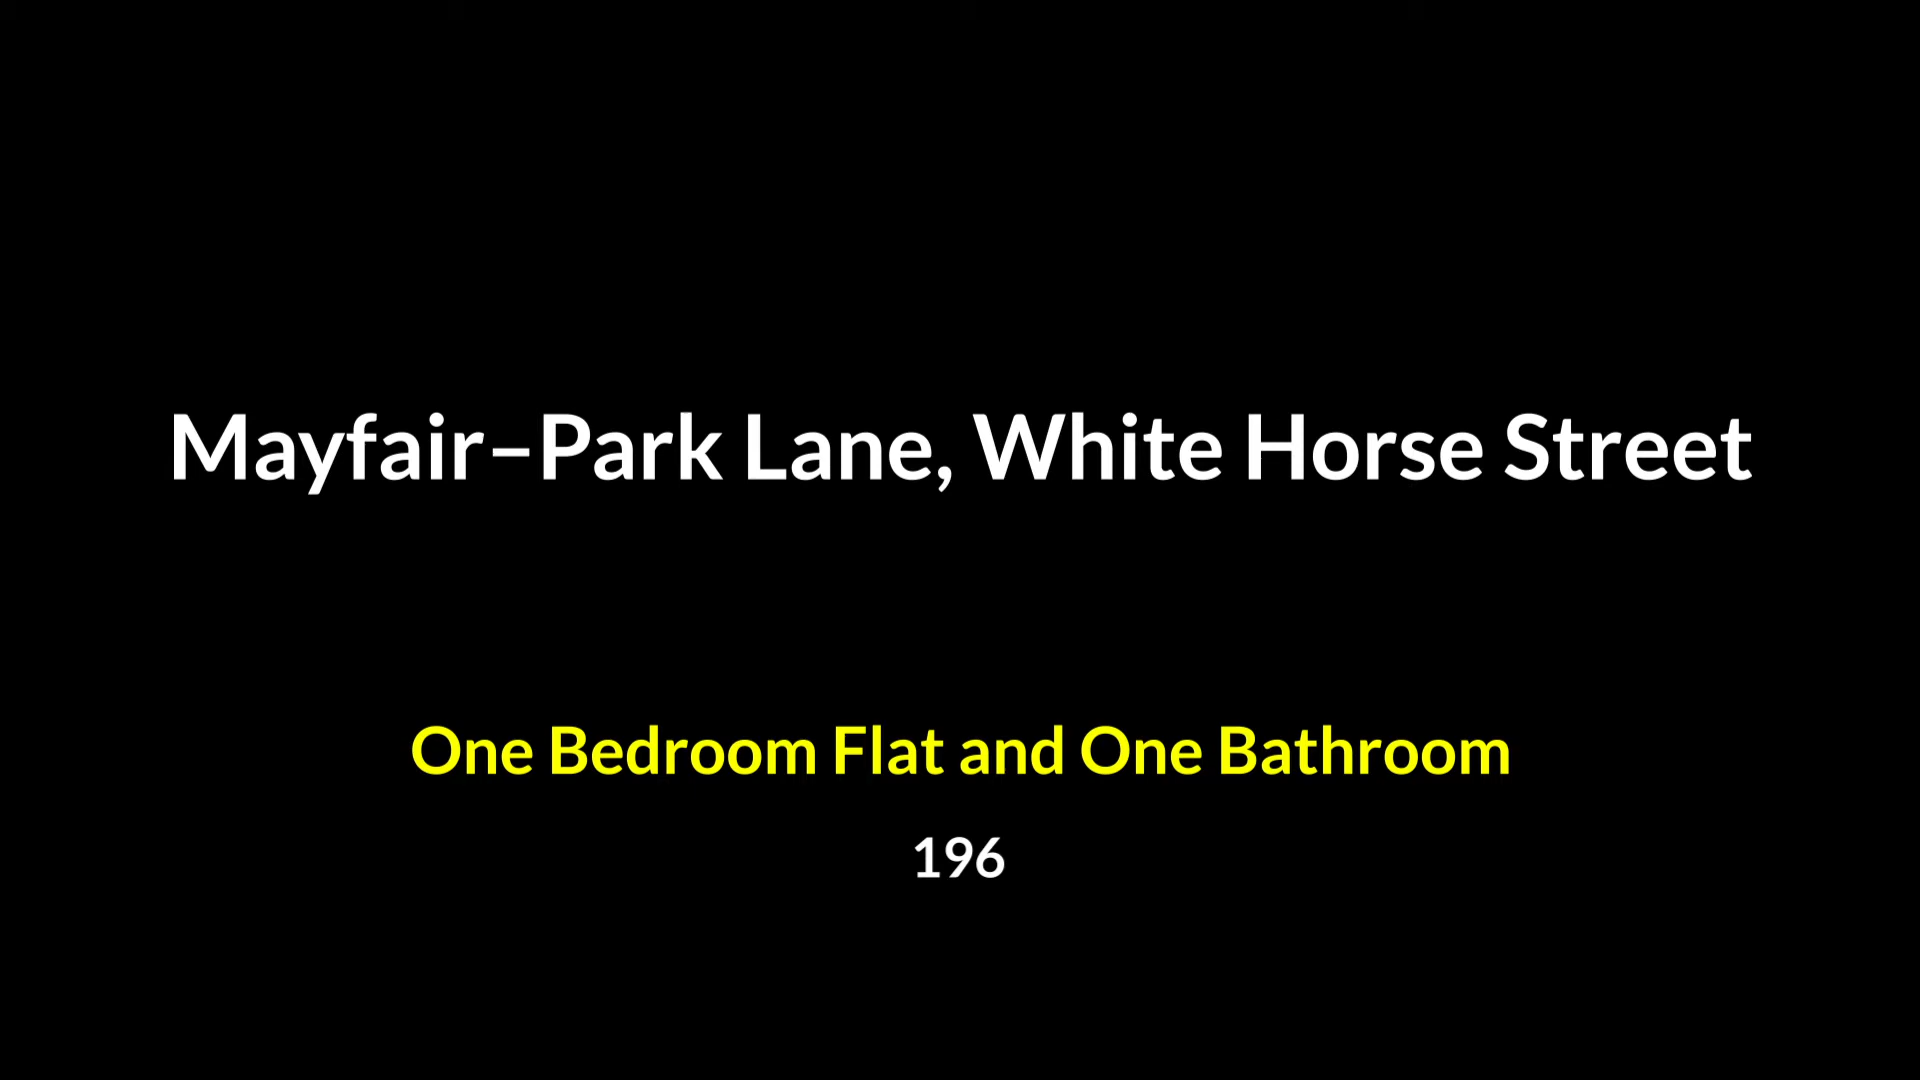 Mayfair–Park Lane, White Horse Street
One Bedroom Flat and One Bathroom
196